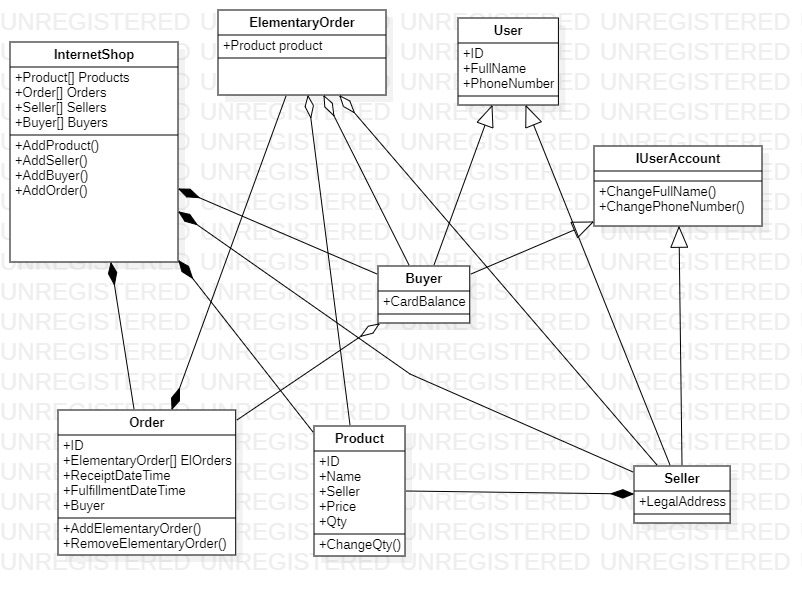 ElementaryOrder
+Product product
User
+ID
+FullName
+PhoneNumber
InternetShop
+Product[] Products
+Order[] Orders
+Seller[] Sellers
+Buyer[] Buyers
+AddProduct()
+AddSeller()
+AddBuyer()
+AddOrder()
IUserAccount
+ChangeFullName()
+ChangePhoneNumber()
Buyer
+CardBalance
Order
+ID
+ElementaryOrder[] ElOrders
+ReceiptDateTime
+FulfillmentDateTime
+Buyer
+AddElementaryOrder()
+RemoveElementaryOrder()
Product
+ID
+Name
+Seller
+Price
+Qty
+ChangeQty()
Seller
+LegalAddress
UNREGISTERED